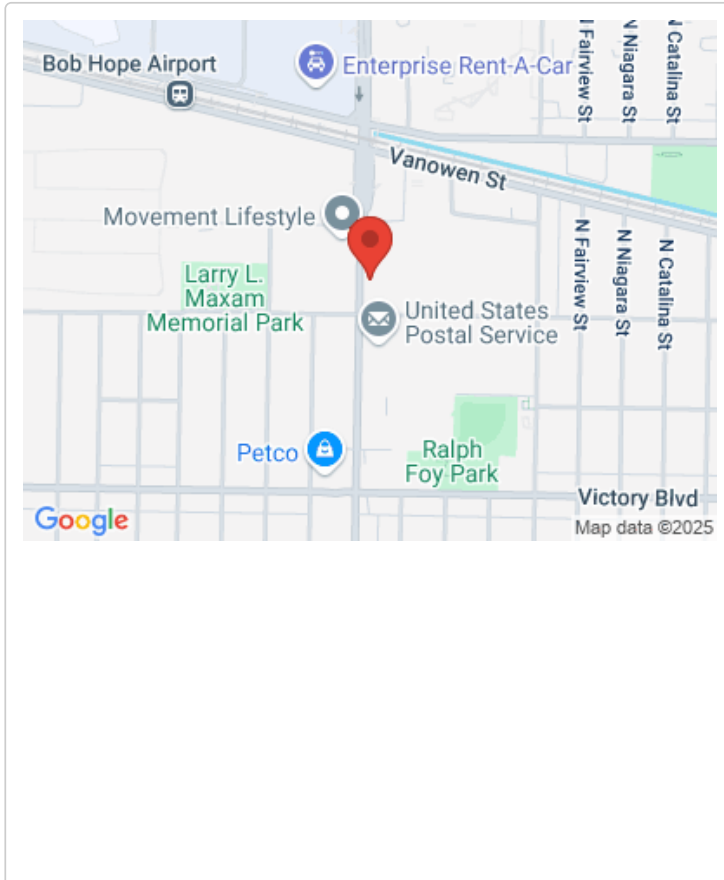 Bob Hope Airport
Enterprise Rent-A-Car
N Fairview St
N Niagara St
N Catalina St
Vanowen St
Movement Lifestyle
N Fairview St
N Niagara St
N Catalina St
Larry L.
Maxam
Memorial Park
United States
Postal Service
Petco
Ralph
Foy Park
Victory Blvd
Google
Map data ©2025